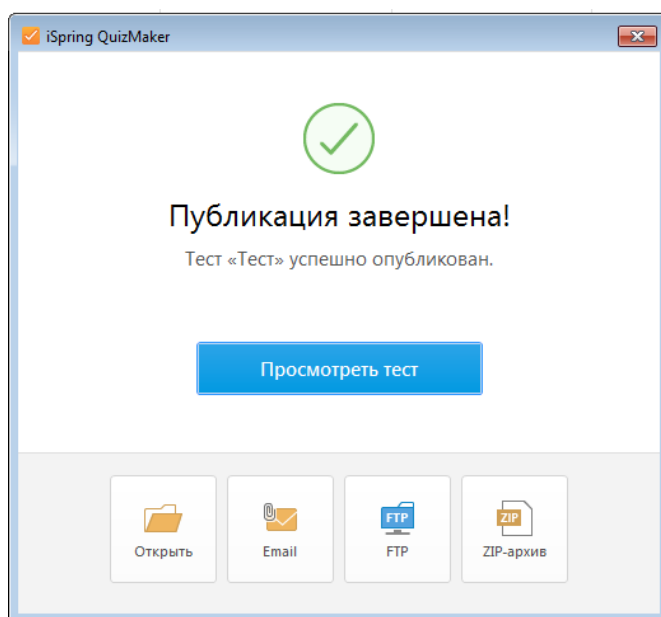 iSpring QuizMaker
Публикация завершена!
Тест «Тест» успешно опубликован.
Просмотреть тест
FTP
ZIP
Открыть
Email
FTP
ZIP-архив